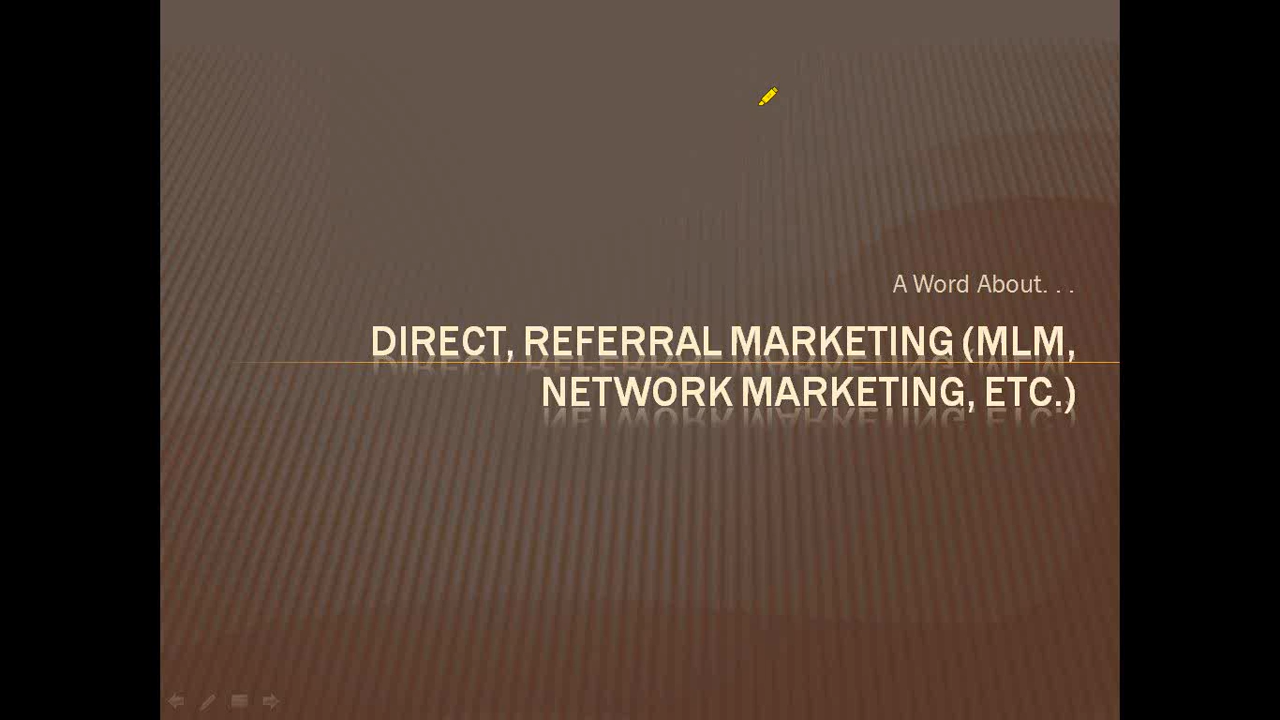 A Word About. . .
DIRECT, REFERRAL MARKETING (MLM,
NETWORK MARKETING, ETC.)